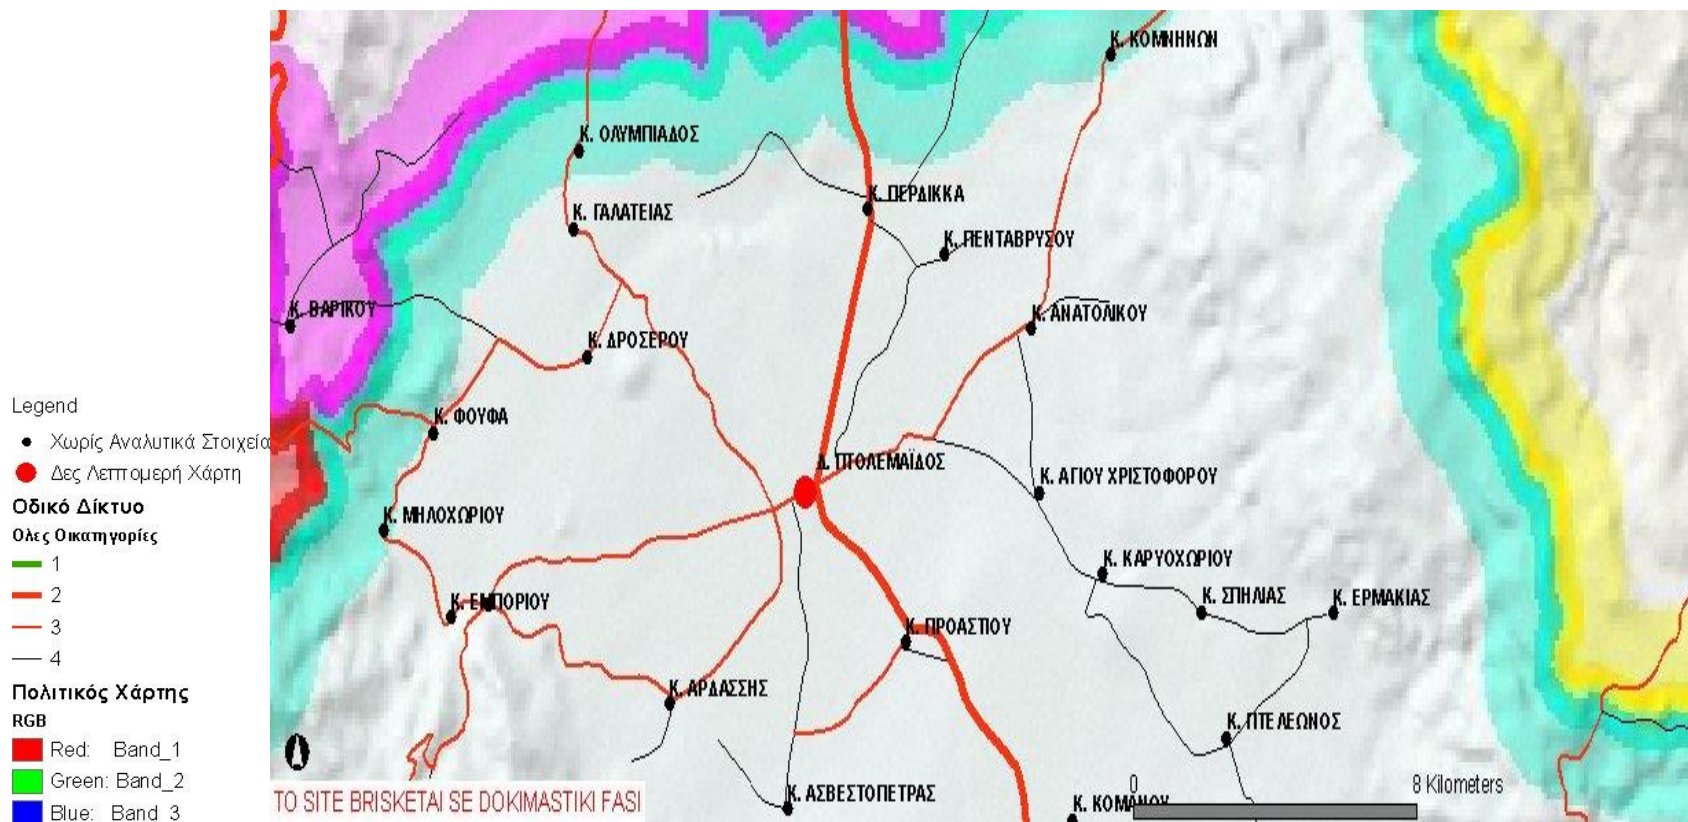 Κ. ΚΟΜΝΗΝΩΝ
Κ. ΟΛΥΜΠΙΑΔΟΣ
Κ. ΠΕΡΔΙΚΚΑ
Κ. ΓΑΛΑΤΕΙΑΣ
Κ. ΠΕΝΤΑΒΡΥΣΟΥ
Κ. ΒΑΡΙΚΟΥ
Κ. ΑΝΑΤΟΛΙΚΟΥ
Κ. ΔΡΟΣΕΡΟΥ
Κ. ΦΟΥΦΑ
Δ. ΠΤΟΛΕΜΑΪΔΟΣ
Κ. ΑΓΙΟΥ ΧΡΙΣΤΟΦΟΡΟΥ
Κ. ΜΗΛΟΧΩΡΙΟΥ
Κ. ΚΑΡΥΟΧΩΡΙΟΥ
Κ. ΕΜΠΟΡΙΟΥ
Κ. ΣΠΗΛΙΑΣ
Κ. ΕΡΜΑΚΙΑΣ
Κ. ΠΡΟΑΣΤΙΟΥ
Κ. ΑΡΔΑΣΣΗΣ
Κ. ΠΤΕΛΕΩΝΟΣ
Κ. ΑΣΒΕΣΤΟΠΕΤΡΑΣ
Κ. ΚΟΜΑΝΟΥ
0 8 Kilometers
TO SITE BRISKETAI SE DOKIMASTIKI FASI
Legend
Χωρίς Αναλυτικά Στοιχεία
Δες Λεπτομερή Χάρτη
Οδικό Δίκτυο
Ολες Οικατηγορίες
1
2
3
4
Πολιτικός Χάρτης
RGB
Red: Band_1
Green: Band_2
Blue: Band_3